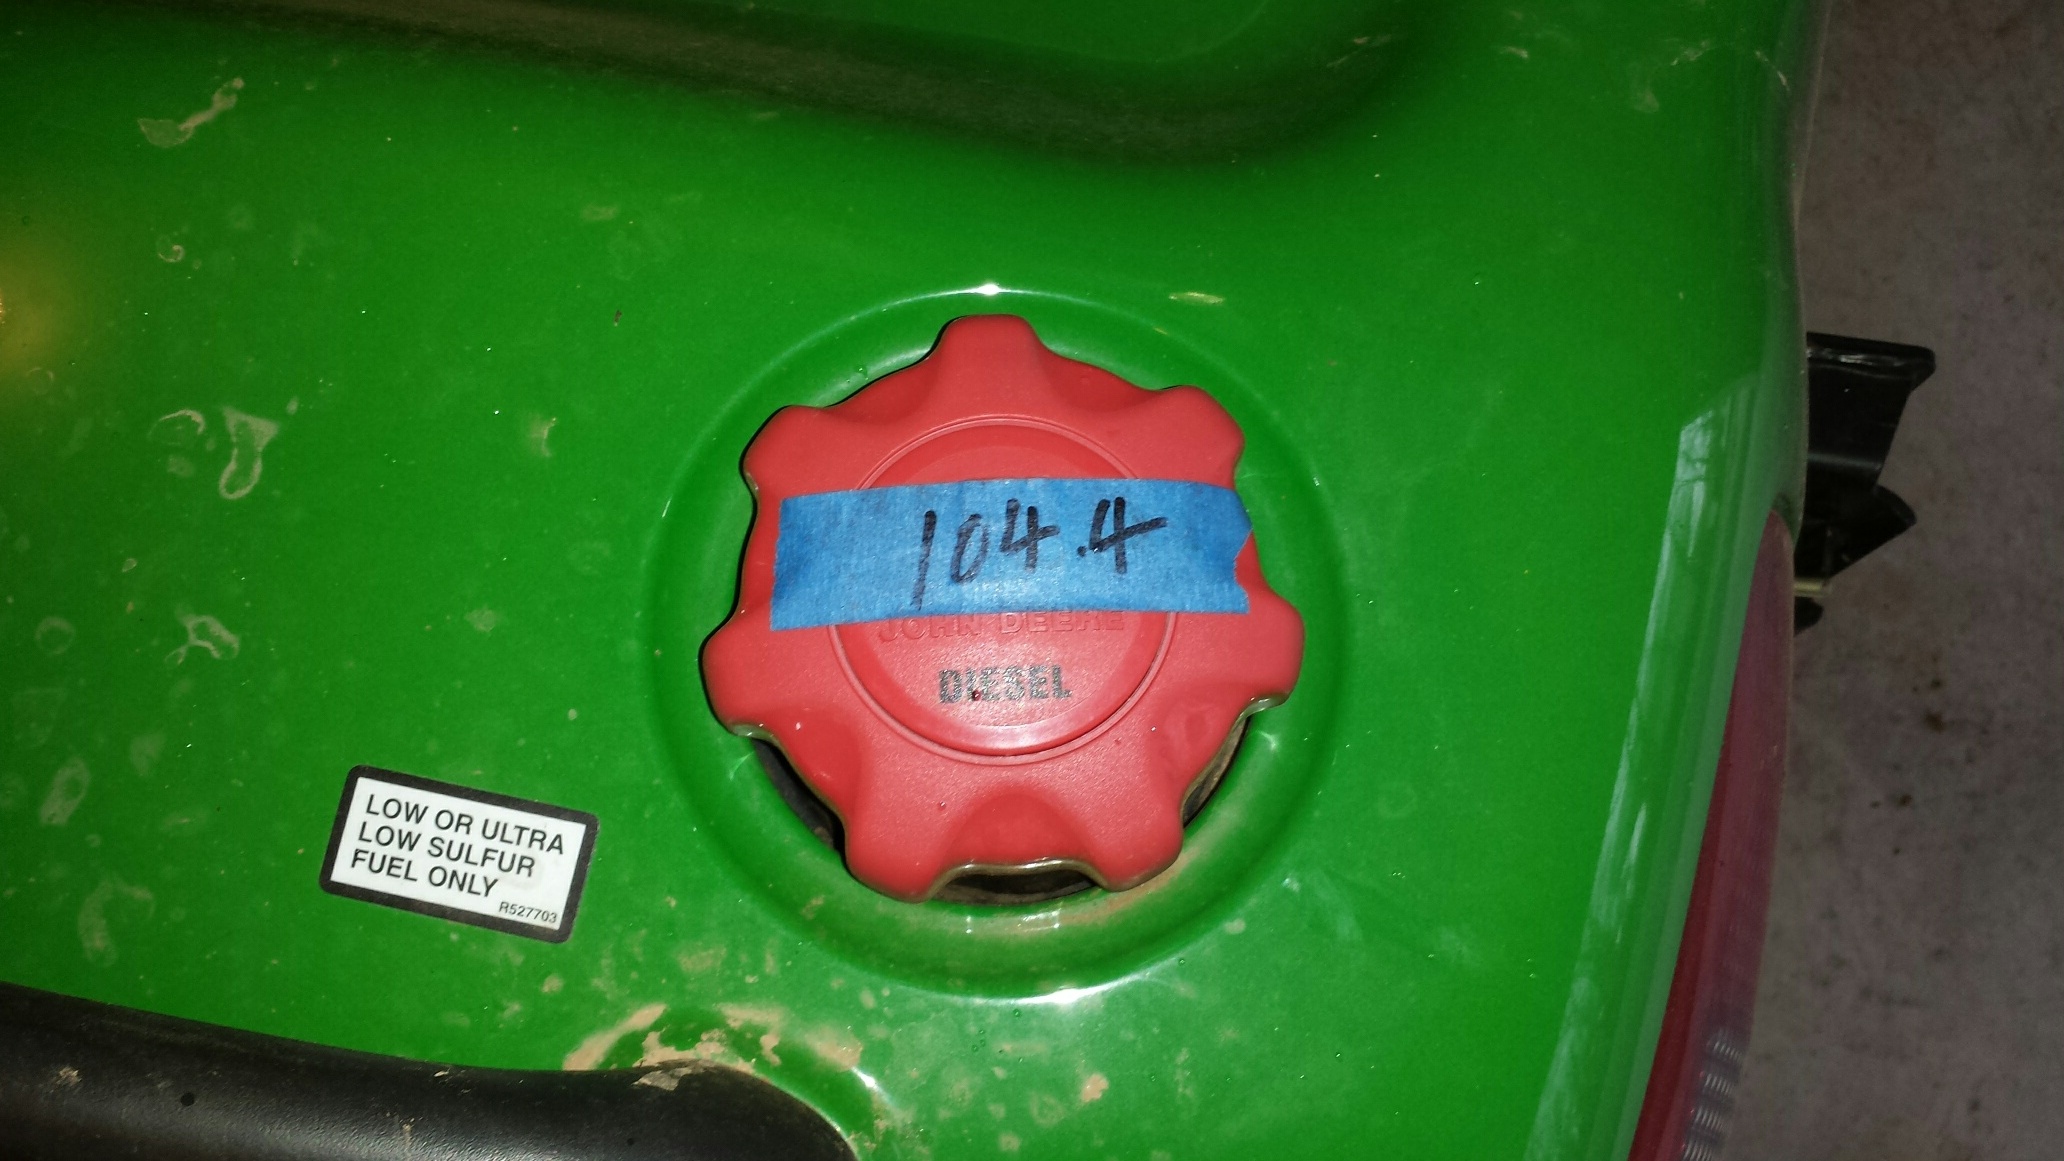 104.4
JOHN DEERE
DIESEL
LOW OR ULTRA
LOW SULFUR
FUEL ONLY
R527703